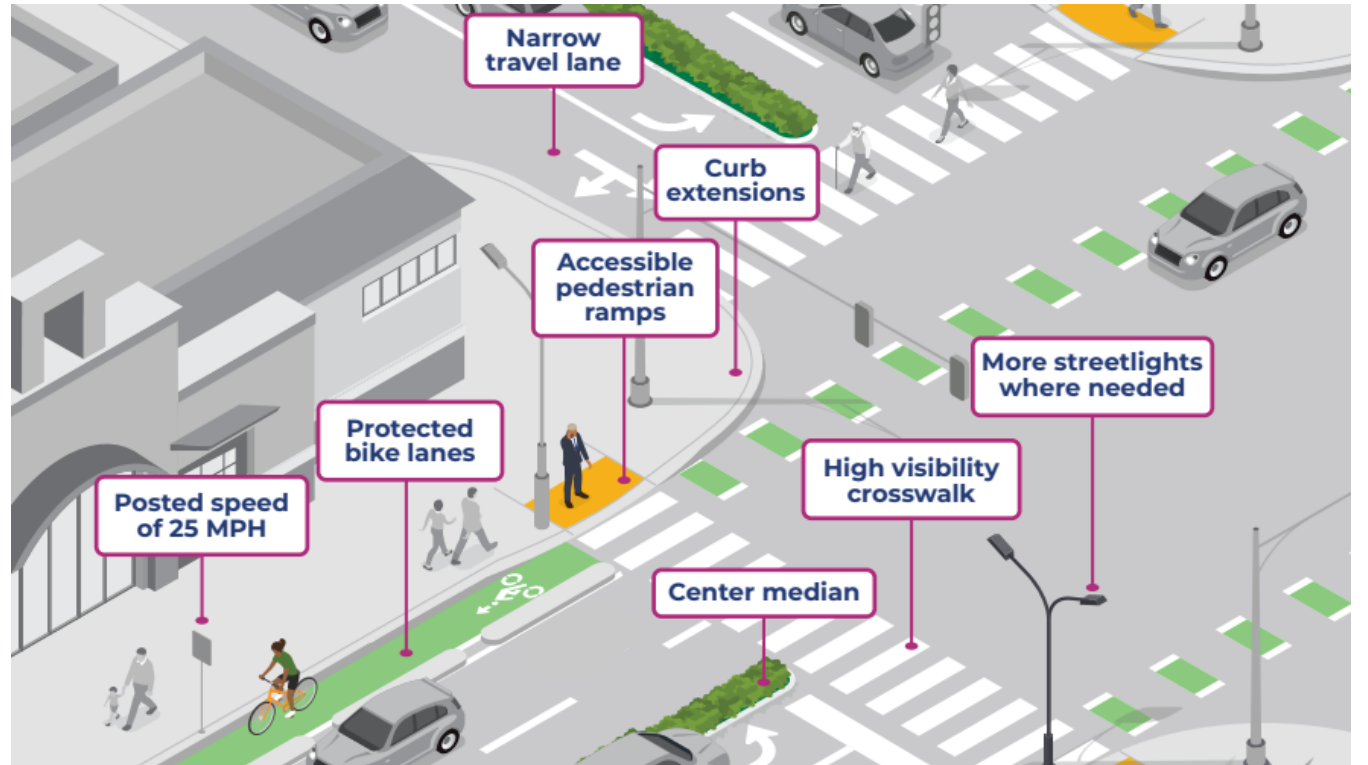 Narrow
travel lane
Curb
extensions
Accessible
pedestrian
ramps
More streetlights
where needed
Protected
bike lanes
High visibility
crosswalk
Posted speed
of 25 MPH
Center median